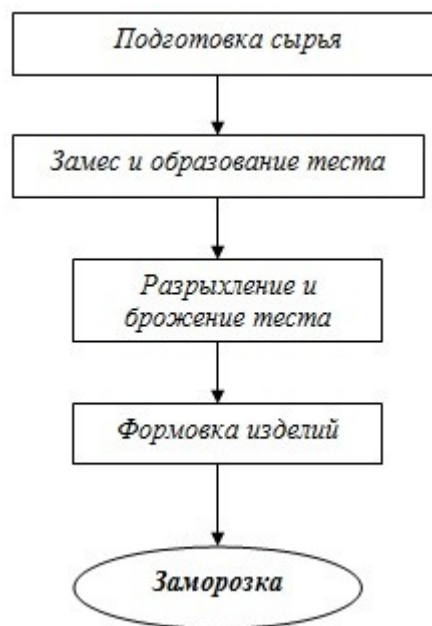 Подготовка сырья
Замес и образование теста
Разрыхление и
брожение теста
Формовка изделий
Заморозка